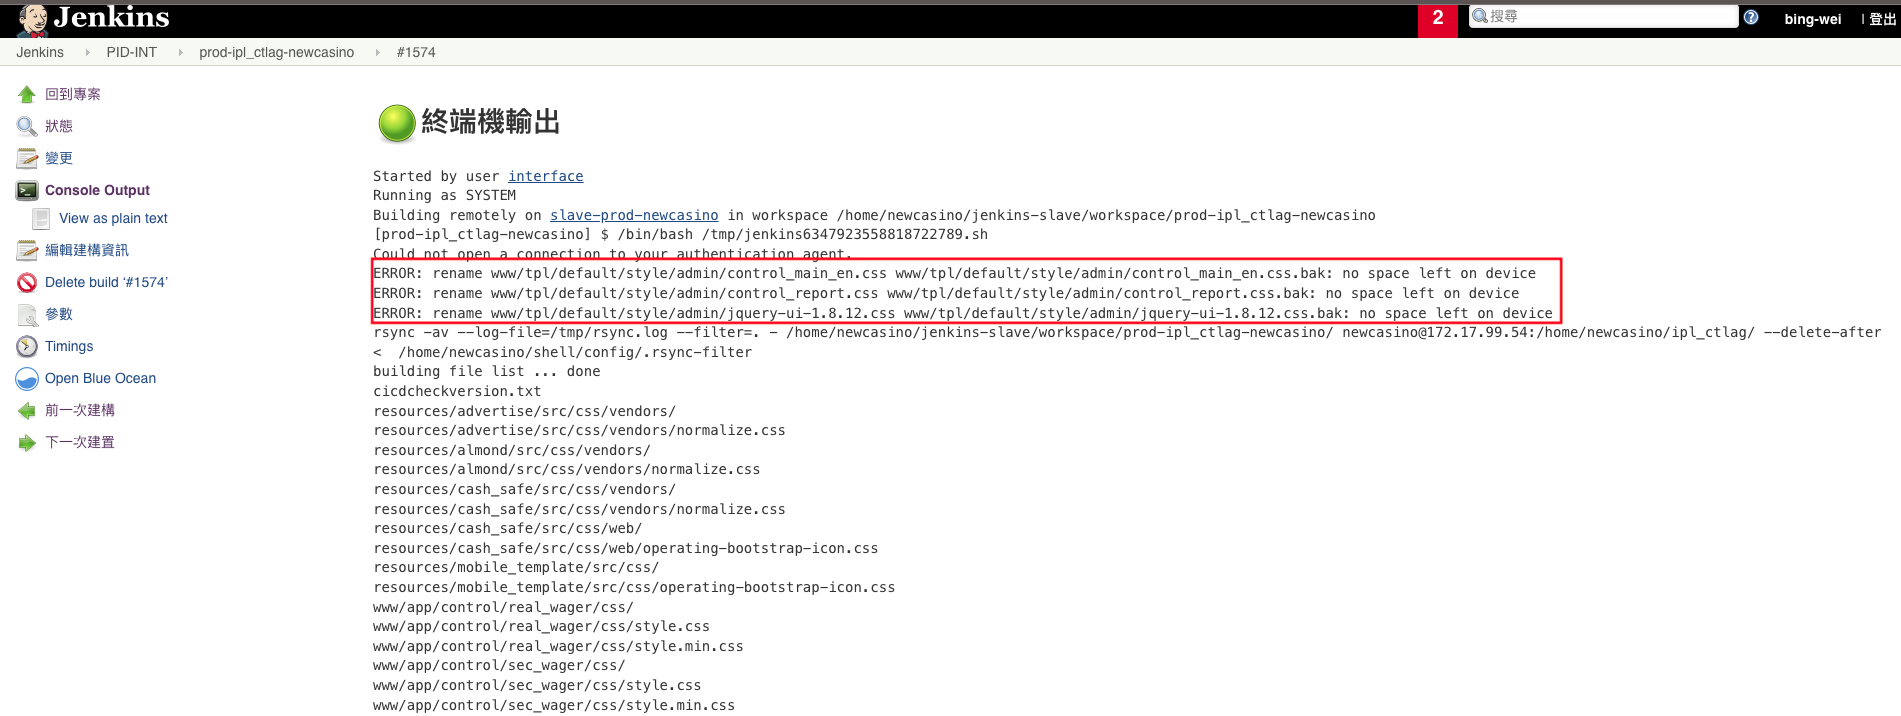 Jenkins
2
搜尋
bing-wei
| 登出
Jenkins
PID-INT
prod-ipl_ctlag-newcasino
#1574
回到專案
狀態
變更
Console Output
View as plain text
編輯建構資訊
Delete build ‘#1574’
參數
Timings
Open Blue Ocean
前一次建構
下一次建置
終端機輸出
Started by user interface
Running as SYSTEM
Building remotely on slave-prod-newcasino in workspace /home/newcasino/jenkins-slave/workspace/prod-ipl_ctlag-newcasino
[prod-ipl_ctlag-newcasino] $ /bin/bash /tmp/jenkins6347923558818722789.sh
Could not open a connection to your authentication agent.
ERROR: rename www/tpl/default/style/admin/control_main_en.css www/tpl/default/style/admin/control_main_en.css.bak: no space left on device
ERROR: rename www/tpl/default/style/admin/control_report.css www/tpl/default/style/admin/control_report.css.bak: no space left on device
ERROR: rename www/tpl/default/style/admin/jquery-ui-1.8.12.css www/tpl/default/style/admin/jquery-ui-1.8.12.css.bak: no space left on device
rsync -av --log-file=/tmp/rsync.log --filter=. - /home/newcasino/jenkins-slave/workspace/prod-ipl_ctlag-newcasino/ newcasino@172.17.99.54:/home/newcasino/ipl_ctlag/ --delete-after
< /home/newcasino/shell/config/.rsync-filter
building file list ... done
cicdcheckversion.txt
resources/advertise/src/css/vendors/
resources/advertise/src/css/vendors/normalize.css
resources/almond/src/css/vendors/
resources/almond/src/css/vendors/normalize.css
resources/cash_safe/src/css/vendors/
resources/cash_safe/src/css/vendors/normalize.css
resources/cash_safe/src/css/web/
resources/cash_safe/src/css/web/operating-bootstrap-icon.css
resources/mobile_template/src/css/
resources/mobile_template/src/css/operating-bootstrap-icon.css
www/app/control/real_wager/css/
www/app/control/real_wager/css/style.css
www/app/control/real_wager/css/style.min.css
www/app/control/sec_wager/css/
www/app/control/sec_wager/css/style.css
www/app/control/sec_wager/css/style.min.css